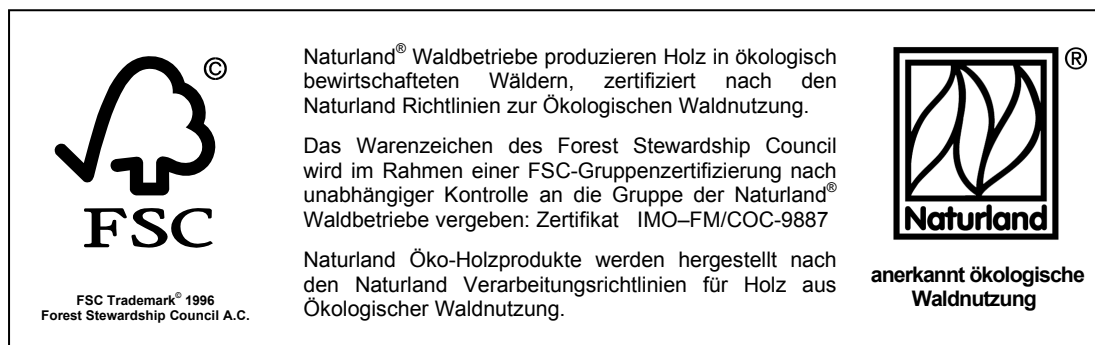 ©
FSC
FSC Trademark© 1996
Forest Stewardship Council A.C.
Naturland® Waldbetriebe produzieren Holz in ökologisch
bewirtschafteten Wäldern, zertifiziert nach den
Naturland Richtlinien zur Ökologischen Waldnutzung.
Das Warenzeichen des Forest Stewardship Council
wird im Rahmen einer FSC-Gruppenzertifizierung nach
unabhängiger Kontrolle an die Gruppe der Naturland®
Waldbetriebe vergeben: Zertifikat IMO–FM/COC-9887
Naturland Öko-Holzprodukte werden hergestellt nach
den Naturland Verarbeitungsrichtlinien für Holz aus
Ökologischer Waldnutzung.
®
Naturland
anerkannt ökologische
Waldnutzung